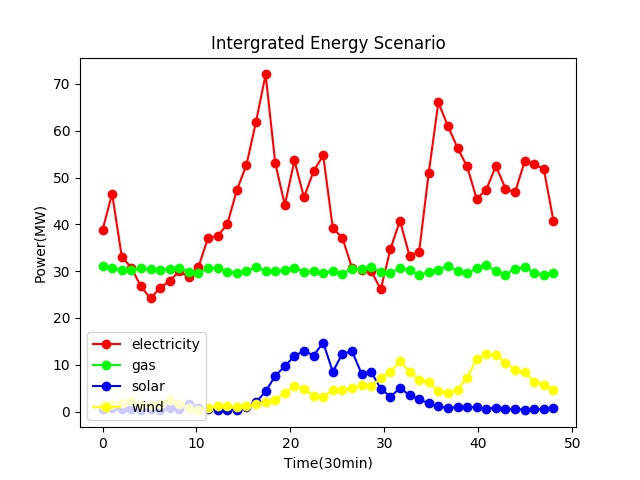 Intergrated Energy Scenario
Power(MW)
70
60
50
40
30
20
10
0
electricity
gas
solar
wind
0 10 20 30 40 50
Time(30min)